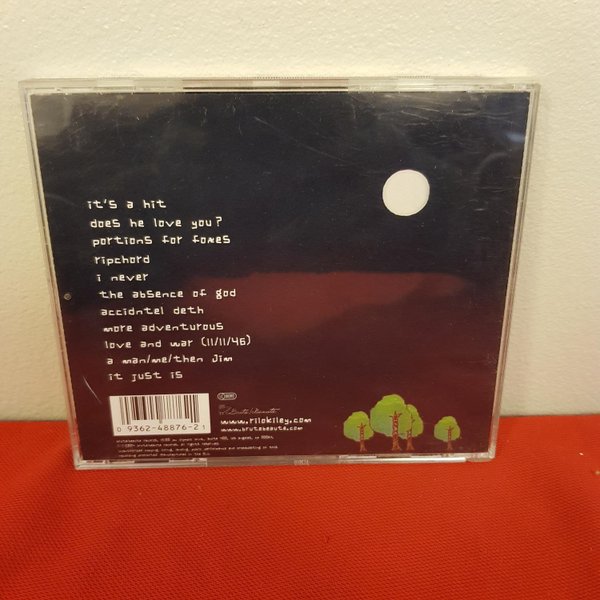 it's a hit
does he love you?
portions for foxes
ripchord
i never
the absence of god
accidntel deth
more adventurous
love and war (11/11/46)
a man/me/then Jim
it just is
Brute/Beaute
www.rilokiley.com
www.brutebeaute.com
0 9362-48876-2